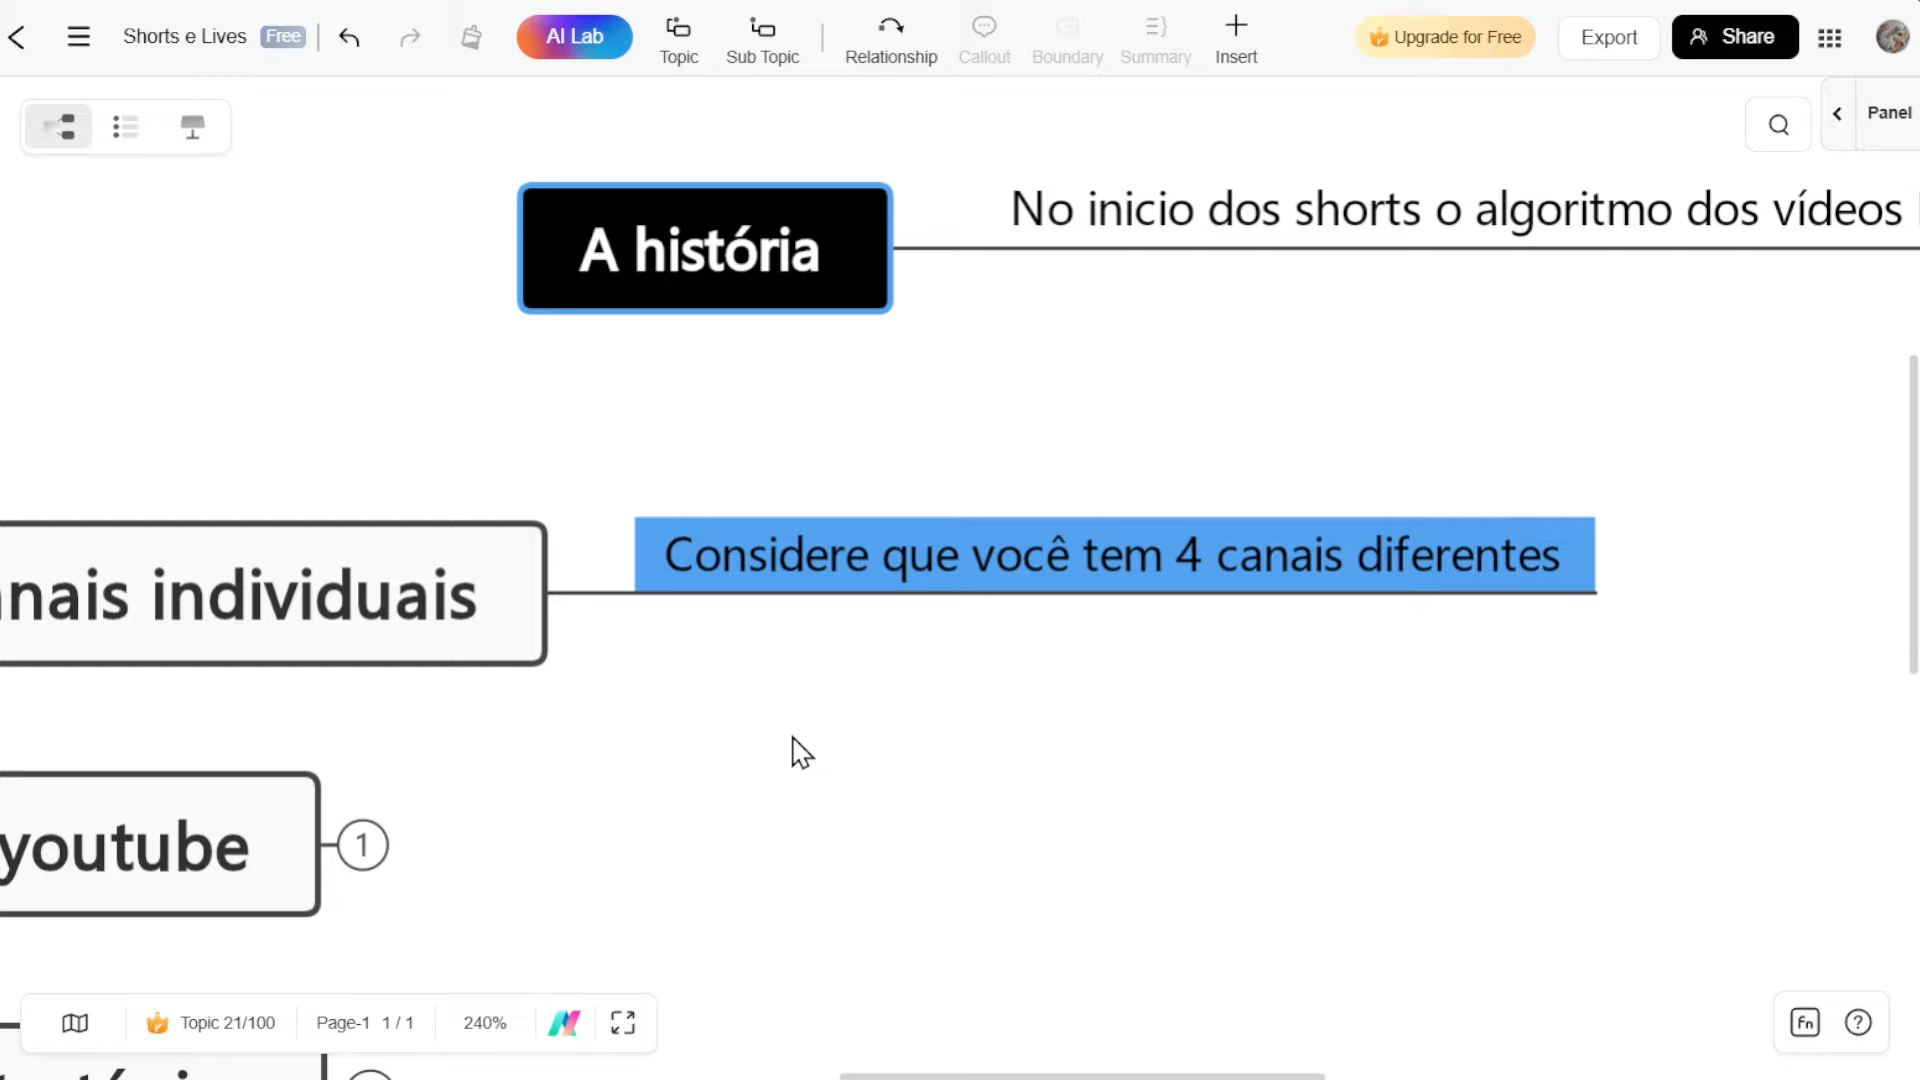 Shorts e Lives Free
AI Lab
Topic
Sub Topic
Relationship
Callout
Boundary
Summary
Insert
Upgrade for Free
Export
Share
Panel
No inicio dos shorts o algoritmo dos vídeos
A história
Considere que você tem 4 canais diferentes
nais individuais
youtube
1
Topic 21/100
Page-1 1 / 1
240%
Fn
?